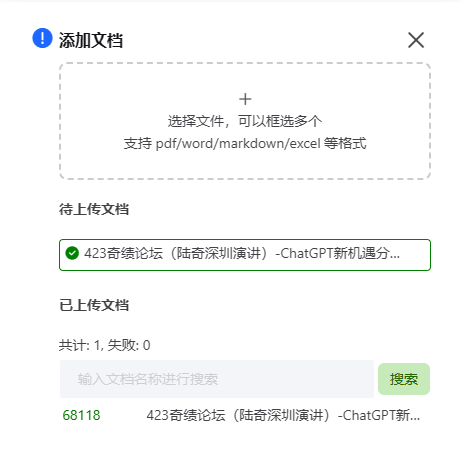 添加文档
选择文件，可以框选多个
支持 pdf/word/markdown/excel 等格式
待上传文档
423奇绩论坛（陆奇深圳演讲）-ChatGPT新机遇分...
已上传文档
共计: 1, 失败: 0
输入文档名称进行搜索
搜索
68118 423奇绩论坛（陆奇深圳演讲）-ChatGPT新...